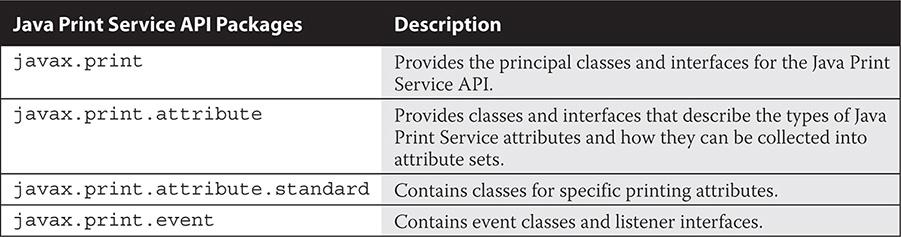 Java Print Service API Packages Description
javax.print Provides the principal classes and interfaces for the Java Print
Service API.
javax.print.attribute Provides classes and interfaces that describe the types of Java
Print Service attributes and how they can be collected into
attribute sets.
javax.print.attribute.standard Contains classes for specific printing attributes.
javax.print.event Contains event classes and listener interfaces.